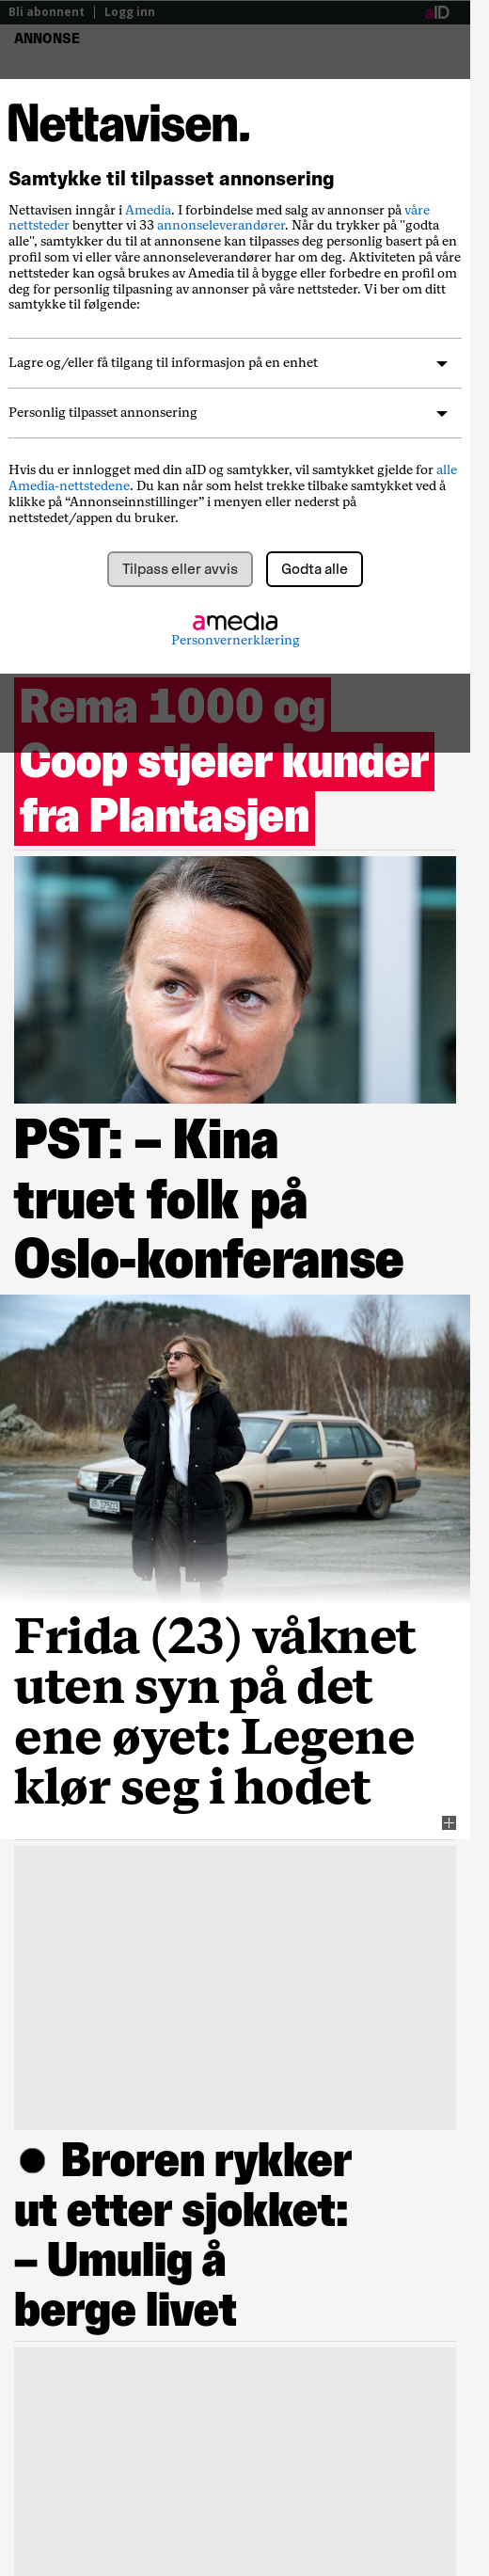 Bli abonnent | Logg inn
aID
ANNONSE
Nettavisen.
Samtykke til tilpasset annonsering
Nettavisen inngår i Amedia. I forbindelse med salg av annonser på våre
nettsteder benytter vi 33 annonseleverandører. Når du trykker på "godta
alle", samtykker du til at annonsene kan tilpasses deg personlig basert på en
profil som vi eller våre annonseleverandører har om deg. Aktiviteten på våre
nettsteder kan også brukes av Amedia til å bygge eller forbedre en profil om
deg for personlig tilpasning av annonser på våre nettsteder. Vi ber om ditt
samtykke til følgende:
Lagre og/eller få tilgang til informasjon på en enhet
Personlig tilpasset annonsering
Hvis du er innlogget med din aID og samtykker, vil samtykket gjelde for alle
Amedia-nettstedene. Du kan når som helst trekke tilbake samtykket ved å
klikke på “Annonseinnstillinger” i menyen eller nederst på
nettstedet/appen du bruker.
Tilpass eller avvis
Godta alle
amedia
Personvernerklæring
Rema 1000 og
Coop stjeler kunder
fra Plantasjen
PST: – Kina
truet folk på
Oslo-konferanse
Frida (23) våknet
uten syn på det
ene øyet: Legene
klør seg i hodet
● Broren rykker
ut etter sjokket:
– Umulig å
berge livet